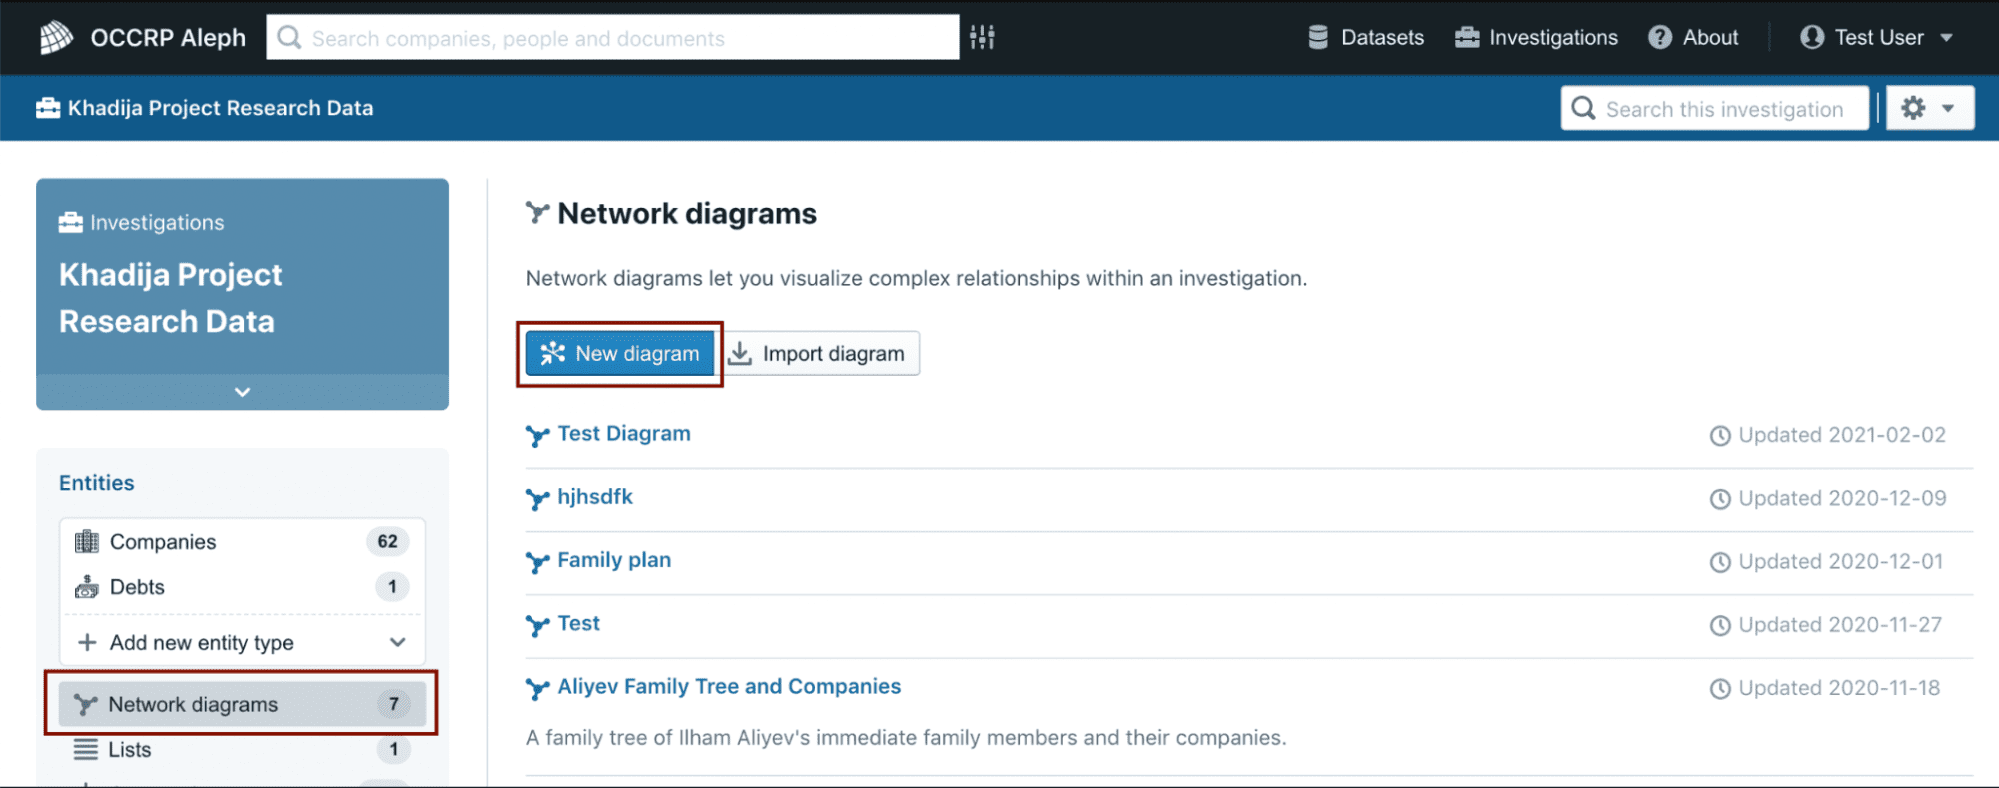 OCCRP Aleph
Search companies, people and documents
Datasets
Investigations
About
Test User
Khadija Project Research Data
Search this investigation
Investigations
Khadija Project
Research Data
Entities
Companies 62
Debts 1
Add new entity type
Network diagrams 7
Lists 1
Network diagrams
Network diagrams let you visualize complex relationships within an investigation.
New diagram
Import diagram
Test Diagram Updated 2021-02-02
hjhsdfk Updated 2020-12-09
Family plan Updated 2020-12-01
Test Updated 2020-11-27
Aliyev Family Tree and Companies Updated 2020-11-18
A family tree of Ilham Aliyev's immediate family members and their companies.